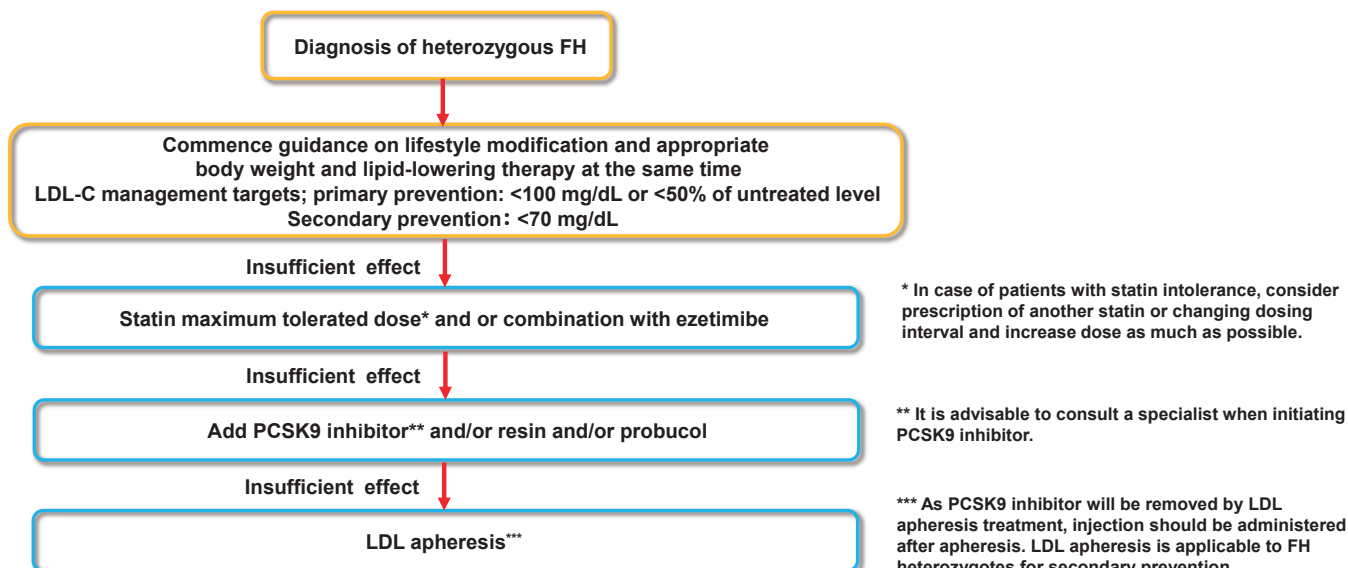 Diagnosis of heterozygous FH
Commence guidance on lifestyle modification and appropriate
body weight and lipid-lowering therapy at the same time
LDL-C management targets; primary prevention: <100 mg/dL or <50% of untreated level
Secondary prevention: <70 mg/dL
Insufficient effect
Statin maximum tolerated dose* and or combination with ezetimibe
* In case of patients with statin intolerance, consider
prescription of another statin or changing dosing
interval and increase dose as much as possible.
Insufficient effect
Add PCSK9 inhibitor** and/or resin and/or probucol
** It is advisable to consult a specialist when initiating
PCSK9 inhibitor.
Insufficient effect
LDL apheresis***
*** As PCSK9 inhibitor will be removed by LDL
apheresis treatment, injection should be administered
after apheresis. LDL apheresis is applicable to FH
heterozygotes for secondary prevention